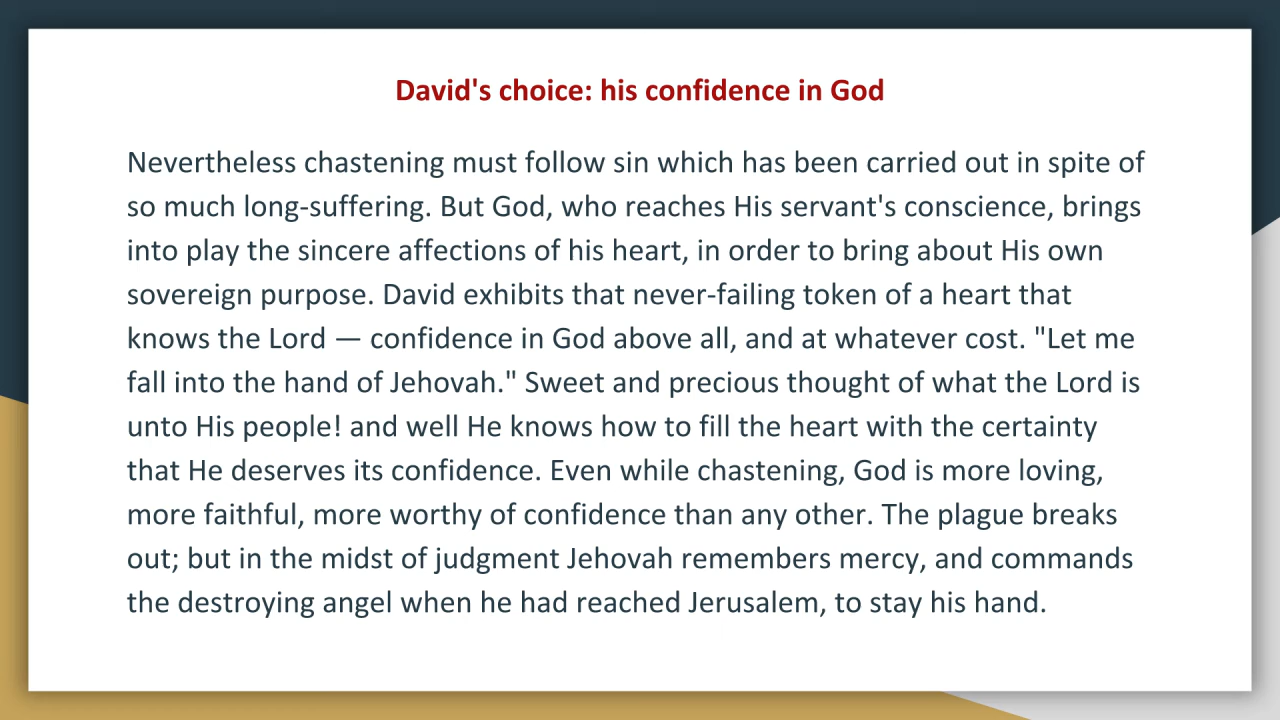 David's choice: his confidence in God
Nevertheless chastening must follow sin which has been carried out in spite of
so much long-suffering. But God, who reaches His servant's conscience, brings
into play the sincere affections of his heart, in order to bring about His own
sovereign purpose. David exhibits that never-failing token of a heart that
knows the Lord — confidence in God above all, and at whatever cost. "Let me
fall into the hand of Jehovah." Sweet and precious thought of what the Lord is
unto His people! and well He knows how to fill the heart with the certainty
that He deserves its confidence. Even while chastening, God is more loving,
more faithful, more worthy of confidence than any other. The plague breaks
out; but in the midst of judgment Jehovah remembers mercy, and commands
the destroying angel when he had reached Jerusalem, to stay his hand.